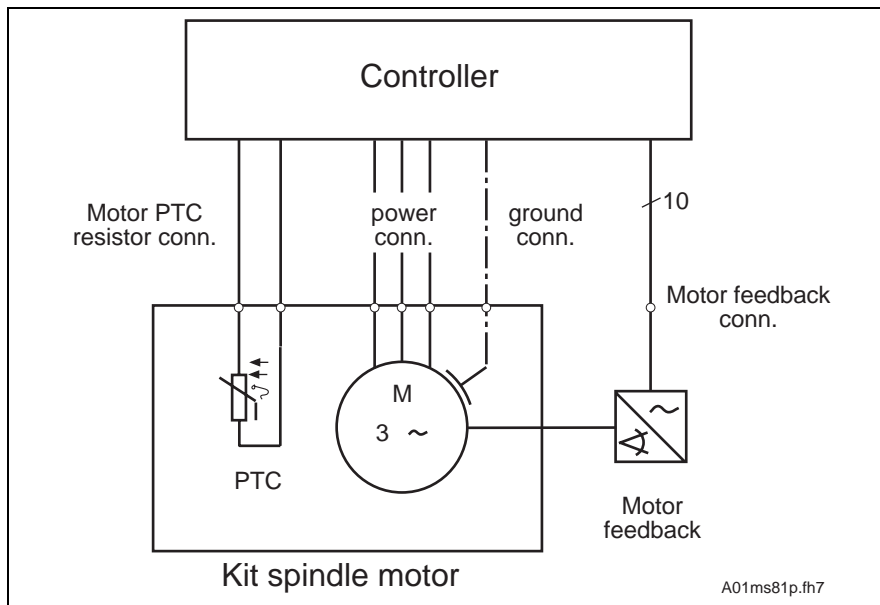 Controller
Motor PTC
resistor conn.
power
conn.
ground
conn.
10
Motor feedback
conn.
M
3 ~
PTC
~
Motor
feedback
Kit spindle motor
A01ms81p.fh7